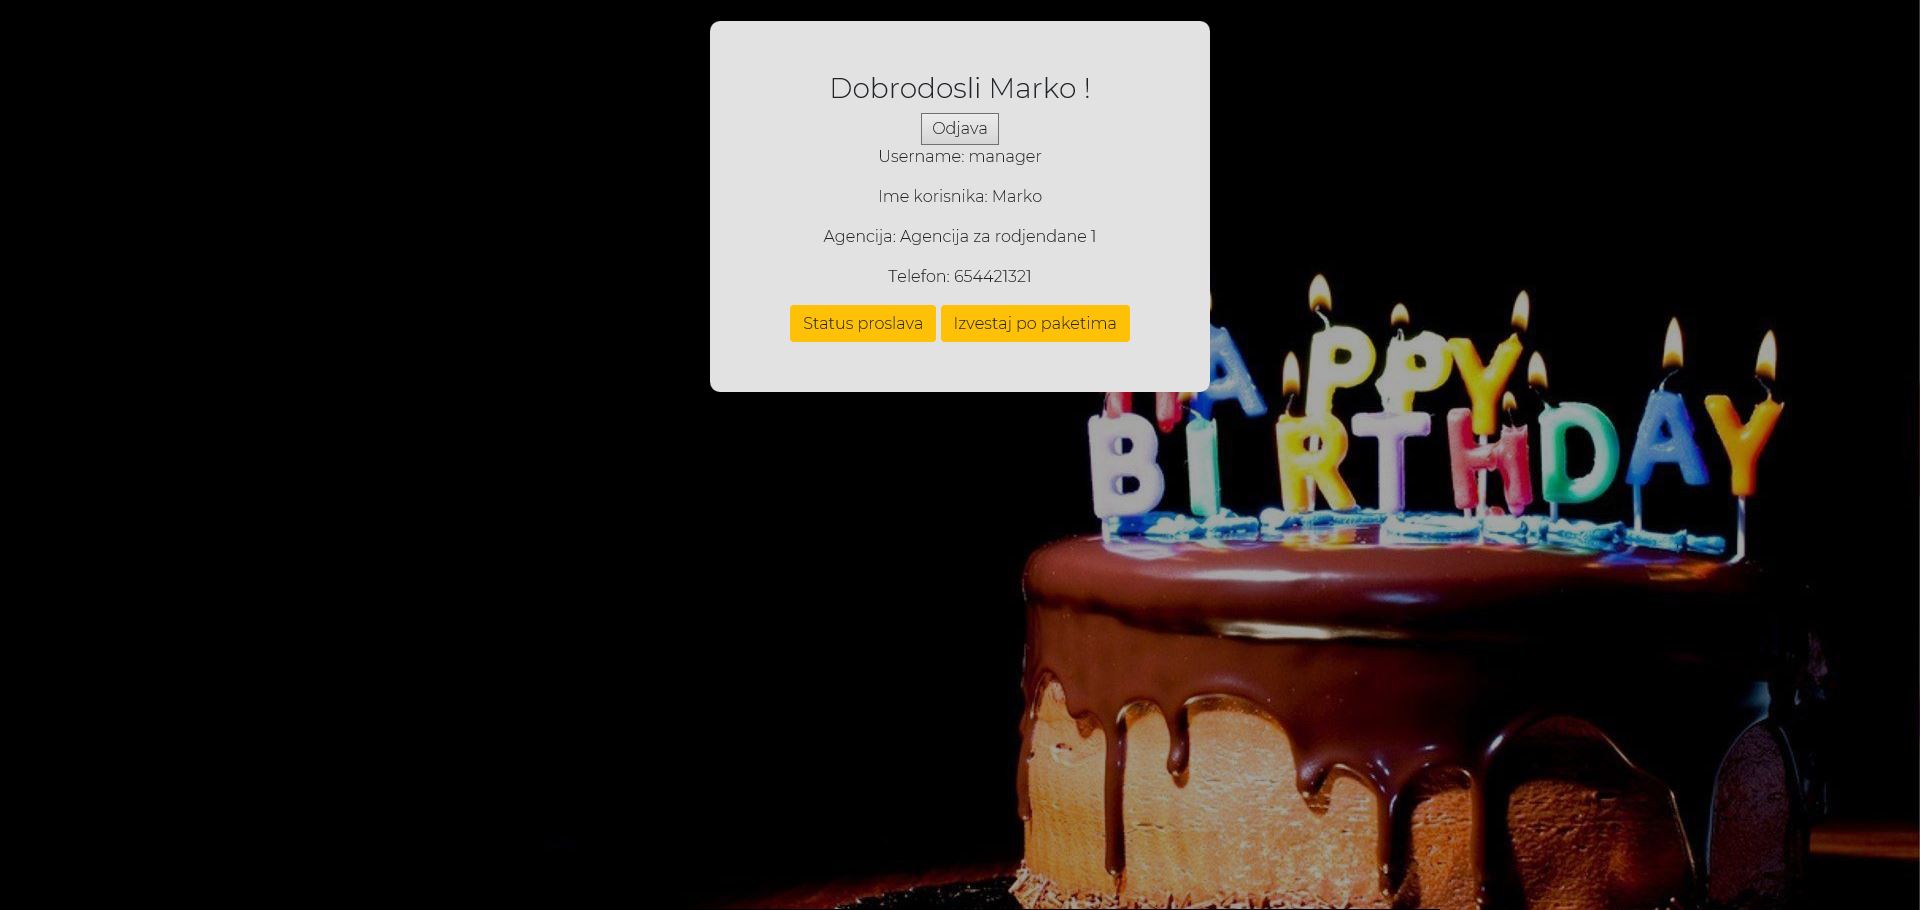 Dobrodosli Marko !
Odjava
Username: manager
Ime korisnika: Marko
Agencija: Agencija za rodjendane 1
Telefon: 654421321
Status proslava Izvestaj po paketima
HAPPY
BIRTHDAY